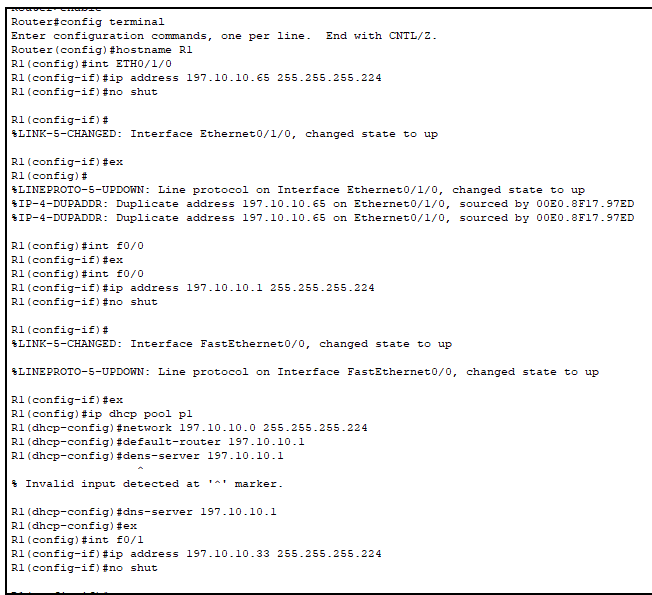 Router#config terminal
Enter configuration commands, one per line.  End with CNTL/Z.
Router(config)#hostname R1
R1(config)#int ETH0/1/0
R1(config-if)#ip address 197.10.10.65 255.255.255.224
R1(config-if)#no shut
R1(config-if)#
%LINK-5-CHANGED: Interface Ethernet0/1/0, changed state to up
R1(config-if)#ex
R1(config)#
%LINEPROTO-5-UPDOWN: Line protocol on Interface Ethernet0/1/0, changed state to up
%IP-4-DUPADDR: Duplicate address 197.10.10.65 on Ethernet0/1/0, sourced by 00E0.8F17.97ED
%IP-4-DUPADDR: Duplicate address 197.10.10.65 on Ethernet0/1/0, sourced by 00E0.8F17.97ED
R1(config)#int f0/0
R1(config-if)#ex
R1(config)#int f0/0
R1(config-if)#ip address 197.10.10.1 255.255.255.224
R1(config-if)#no shut
R1(config-if)#
%LINK-5-CHANGED: Interface FastEthernet0/0, changed state to up
%LINEPROTO-5-UPDOWN: Line protocol on Interface FastEthernet0/0, changed state to up
R1(config-if)#ex
R1(config)#ip dhcp pool p1
R1(dhcp-config)#network 197.10.10.0 255.255.255.224
R1(dhcp-config)#default-router 197.10.10.1
R1(dhcp-config)#dens-server 197.10.10.1
^
% Invalid input detected at '^' marker.
R1(dhcp-config)#dns-server 197.10.10.1
R1(dhcp-config)#ex
R1(config)#int f0/1
R1(config-if)#ip address 197.10.10.33 255.255.255.224
R1(config-if)#no shut